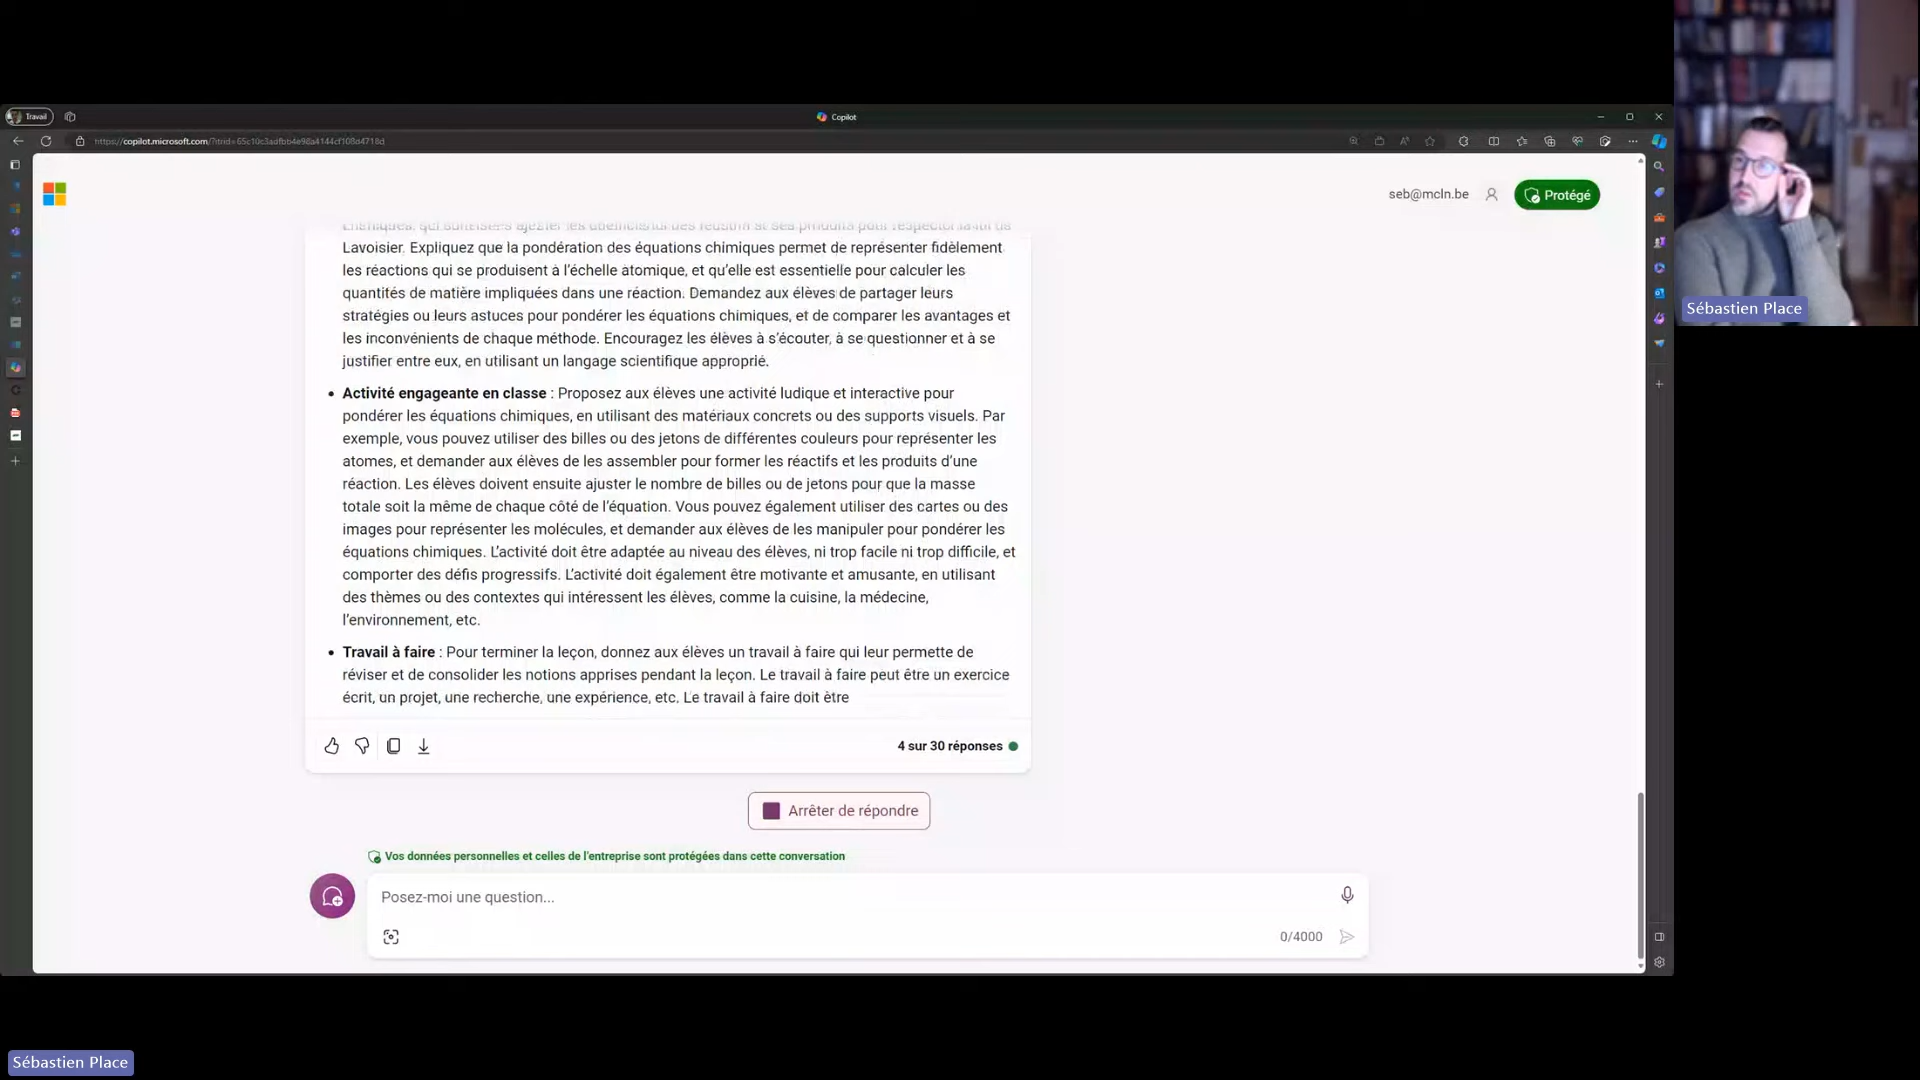 Travail
Copilot
https://copilot.microsoft.com/?trid=65c10c3adfbb4e98a4144cf108d4718d
seb@mcln.be
Protégé
Lavoisier. Expliquez que la pondération des équations chimiques permet de représenter fidèlement
les réactions qui se produisent à l’échelle atomique, et qu’elle est essentielle pour calculer les
quantités de matière impliquées dans une réaction. Demandez aux élèves de partager leurs
stratégies ou leurs astuces pour pondérer les équations chimiques, et de comparer les avantages et
les inconvénients de chaque méthode. Encouragez les élèves à s’écouter, à se questionner et à se
justifier entre eux, en utilisant un langage scientifique approprié.
• Activité engageante en classe : Proposez aux élèves une activité ludique et interactive pour
pondérer les équations chimiques, en utilisant des matériaux concrets ou des supports visuels. Par
exemple, vous pouvez utiliser des billes ou des jetons de différentes couleurs pour représenter les
atomes, et demander aux élèves de les assembler pour former les réactifs et les produits d’une
réaction. Les élèves doivent ensuite ajuster le nombre de billes ou de jetons pour que la masse
totale soit la même de chaque côté de l’équation. Vous pouvez également utiliser des cartes ou des
images pour représenter les molécules, et demander aux élèves de les manipuler pour pondérer les
équations chimiques. L’activité doit être adaptée au niveau des élèves, ni trop facile ni trop difficile, et
comporter des défis progressifs. L’activité doit également être motivante et amusante, en utilisant
des thèmes ou des contextes qui intéressent les élèves, comme la cuisine, la médecine,
l’environnement, etc.
• Travail à faire : Pour terminer la leçon, donnez aux élèves un travail à faire qui leur permette de
réviser et de consolider les notions apprises pendant la leçon. Le travail à faire peut être un exercice
écrit, un projet, une recherche, une expérience, etc. Le travail à faire doit être
4 sur 30 réponses
Arrêter de répondre
Vos données personnelles et celles de l’entreprise sont protégées dans cette conversation
Posez-moi une question...
0/4000
Sébastien Place
Sébastien Place